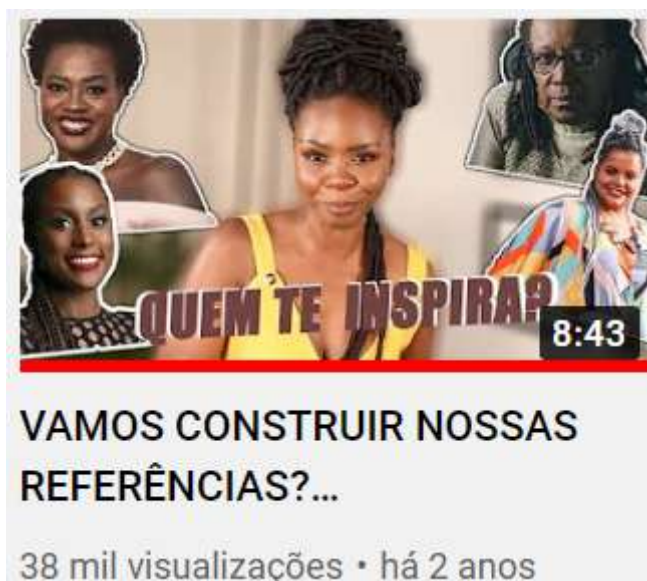 QUEM TE INSPIRA?
8:43
VAMOS CONSTRUIR NOSSAS
REFERÊNCIAS?...
38 mil visualizações • há 2 anos